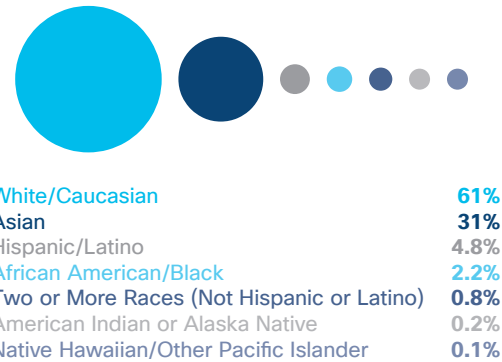 White/Caucasian 61%
Asian 31%
Hispanic/Latino 4.8%
African American/Black 2.2%
Two or More Races (Not Hispanic or Latino) 0.8%
American Indian or Alaska Native 0.2%
Native Hawaiian/Other Pacific Islander 0.1%